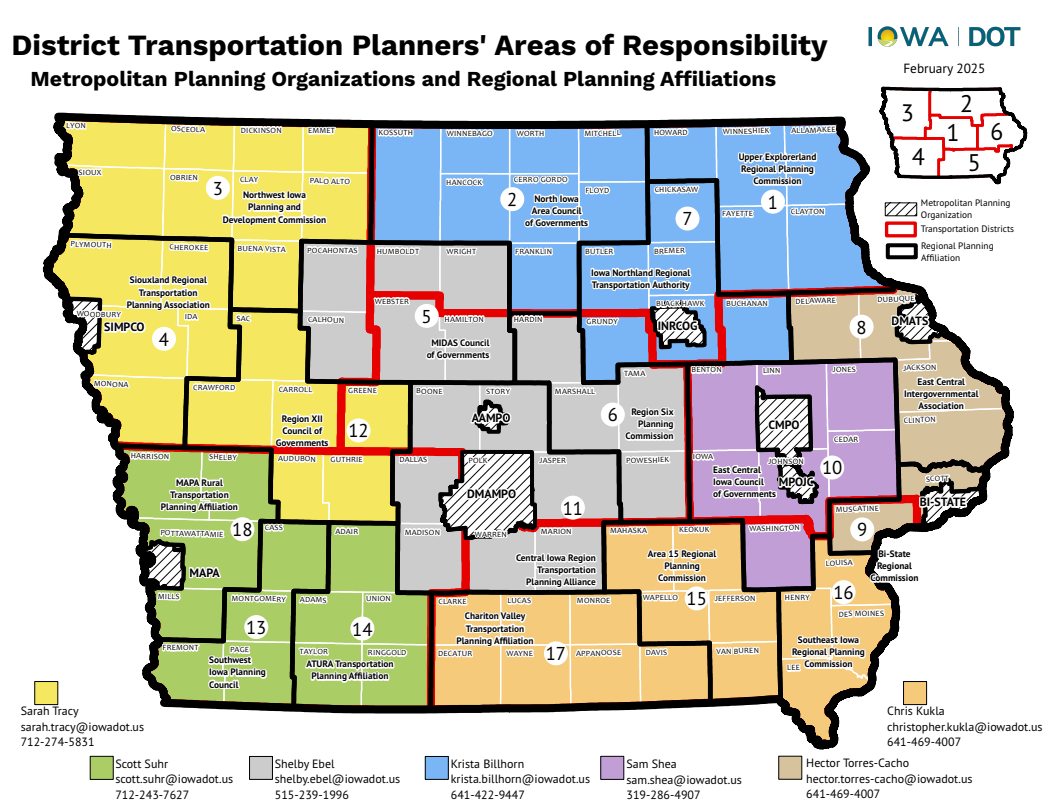 District Transportation Planners' Areas of Responsibility
Metropolitan Planning Organizations and Regional Planning Affiliations
IOWA | DOT
February 2025
3
2
1
6
4
5
Metropolitan Planning
Organization
Transportation Districts
Regional Planning
Affiliation
LYON
OSCEOLA
DICKINSON
EMMET
KOSSUTH
WINNEBAGO
WORTH
MITCHELL
HOWARD
WINNESHIEK
ALLAMAKEE
SIOUX
OBRIEN
CLAY
PALO ALTO
HANCOCK
CERRO GORDO
FLOYD
CHICKASAW
FAYETTE
CLAYTON
3
Northwest Iowa
Planning and
Development Commission
2
North Iowa
Area Council
of Governments
7
Upper Explorerland
Regional Planning
Commission
1
PLYMOUTH
CHEROKEE
BUENA VISTA
POCAHONTAS
HUMBOLDT
WRIGHT
FRANKLIN
BUTLER
BREMER
Iowa Northland Regional
Transportation Authority
Siouxland Regional
Transportation
Planning Association
WOODBURY
SIMPCO
IDA
SAC
4
CALHOUN
WEBSTER
5
HAMILTON
HARDIN
MIDAS Council
of Governments
GRUNDY
BLACKHAWK
INRCOG
BUCHANAN
DELAWARE
DUBUQUE
DMATS
8
MONONA
CRAWFORD
CARROLL
GREENE
BOONE
STORY
MARSHALL
TAMA
BENTON
LINN
JONES
JACKSON
East Central
Intergovernmental
Association
CLINTON
Region XII
Council of
Governments
12
AAMPO
6
Region Six
Planning
Commission
CMPO
CEDAR
HARRISON
SHELBY
AUDUBON
GUTHRIE
DALLAS
POLK
JASPER
POWESHIEK
IOWA
JOHNSON
10
East Central
Iowa Council
of Governments
MPOJC
SCOTT
BI-STATE
MAPA Rural
Transportation
Planning Affiliation
DMAMPO
11
MUSCATINE
9
POTTAWATTAMIE
18
CASS
ADAIR
MADISON
WARREN
MARION
MAHASKA
KEOKUK
WASHINGTON
Central Iowa Region
Transportation
Planning Alliance
Area 15 Regional
Planning
Commission
Bi-State
Regional
Commission
LOUISA
MAPA
MILLS
MONTGOMERY
ADAMS
UNION
CLARKE
LUCAS
MONROE
WAPELLO
15
JEFFERSON
HENRY
16
DES MOINES
13
14
Chariton Valley
Transportation
Planning Affiliation
17
FREMONT
PAGE
TAYLOR
RINGGOLD
DECATUR
WAYNE
APPANOOSE
DAVIS
VAN BUREN
LEE
Southwest
Iowa Planning
Council
ATURA Transportation
Planning Affiliation
Southeast Iowa
Regional Planning
Commission
Sarah Tracy
sarah.tracy@iowadot.us
712-274-5831
Chris Kukla
christopher.kukla@iowadot.us
641-469-4007
Scott Suhr
scott.suhr@iowadot.us
712-243-7627
Shelby Ebel
shelby.ebel@iowadot.us
515-239-1996
Krista Billhorn
krista.billhorn@iowadot.us
641-422-9447
Sam Shea
sam.shea@iowadot.us
319-286-4907
Hector Torres-Cacho
hector.torres-cacho@iowadot.us
641-469-4007